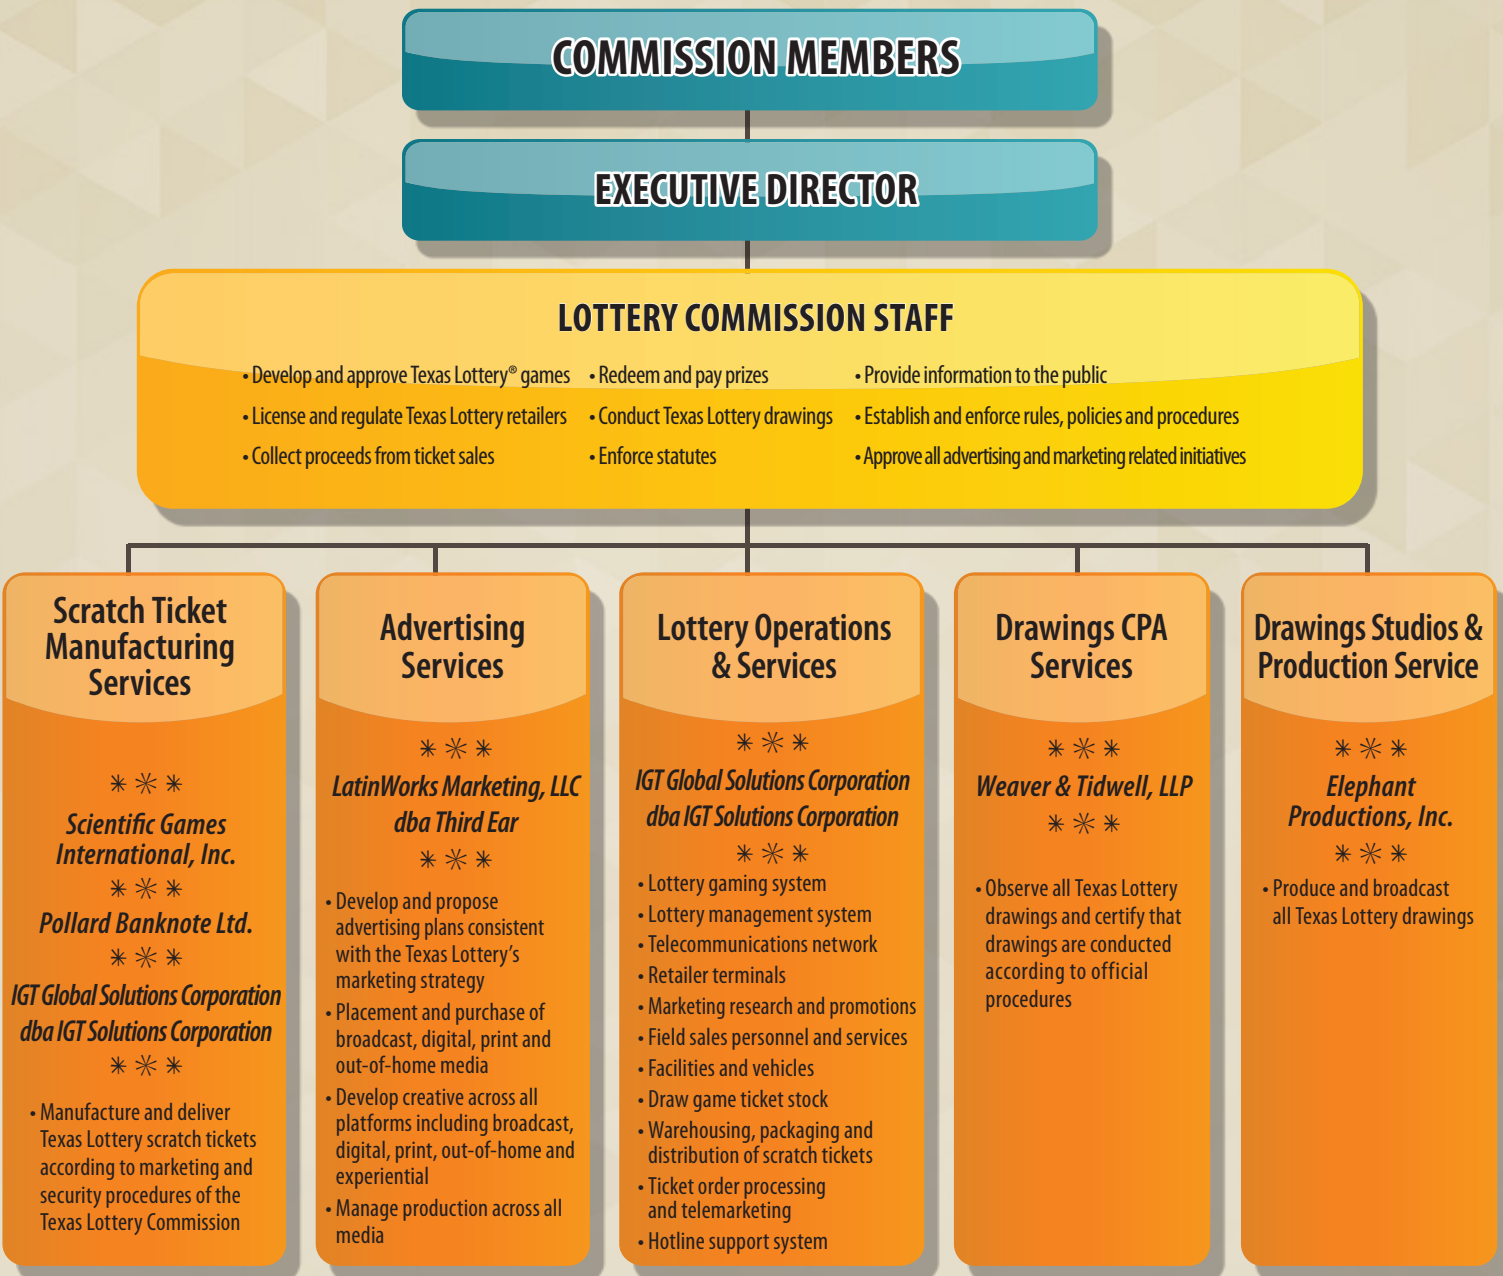 COMMISSION MEMBERS
EXECUTIVE DIRECTOR
LOTTERY COMMISSION STAFF
• Develop and approve Texas Lottery® games
• License and regulate Texas Lottery retailers
• Collect proceeds from ticket sales
• Redeem and pay prizes
• Conduct Texas Lottery drawings
• Enforce statutes
• Provide information to the public
• Establish and enforce rules, policies and procedures
• Approve all advertising and marketing related initiatives
Scratch Ticket
Manufacturing
Services
Scientific Games
International, Inc.
Pollard Banknote Ltd.
IGT Global Solutions Corporation
dba IGT Solutions Corporation
• Manufacture and deliver
Texas Lottery scratch tickets
according to marketing and
security procedures of the
Texas Lottery Commission
Advertising
Services
LatinWorks Marketing, LLC
dba Third Ear
• Develop and propose
advertising plans consistent
with the Texas Lottery's
marketing strategy
• Placement and purchase of
broadcast, digital, print and
out-of-home media
• Develop creative across all
platforms including broadcast,
digital, print, out-of-home and
experiential
• Manage production across all
media
Lottery Operations
& Services
IGT Global Solutions Corporation
dba IGT Solutions Corporation
• Lottery gaming system
• Lottery management system
• Telecommunications network
• Retailer terminals
• Marketing research and promotions
• Field sales personnel and services
• Facilities and vehicles
• Draw game ticket stock
• Warehousing, packaging and
distribution of scratch tickets
• Ticket order processing
and telemarketing
• Hotline support system
Drawings CPA
Services
Weaver & Tidwell, LLP
• Observe all Texas Lottery
drawings and certify that
drawings are conducted
according to official
procedures
Drawings Studios &
Production Service
Elephant
Productions, Inc.
• Produce and broadcast
all Texas Lottery drawings